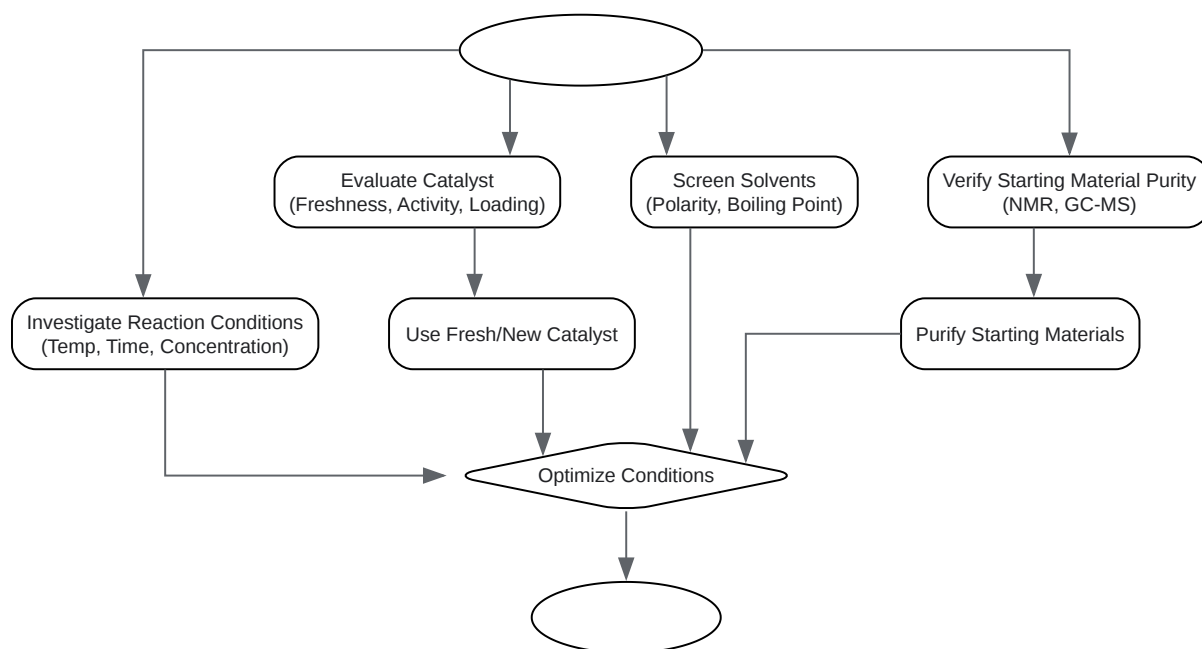 Evaluate Catalyst
(Freshness, Activity, Loading)
Screen Solvents
(Polarity, Boiling Point)
Verify Starting Material Purity
(NMR, GC-MS)
Investigate Reaction Conditions
(Temp, Time, Concentration)
Use Fresh/New Catalyst
Purify Starting Materials
Optimize Conditions